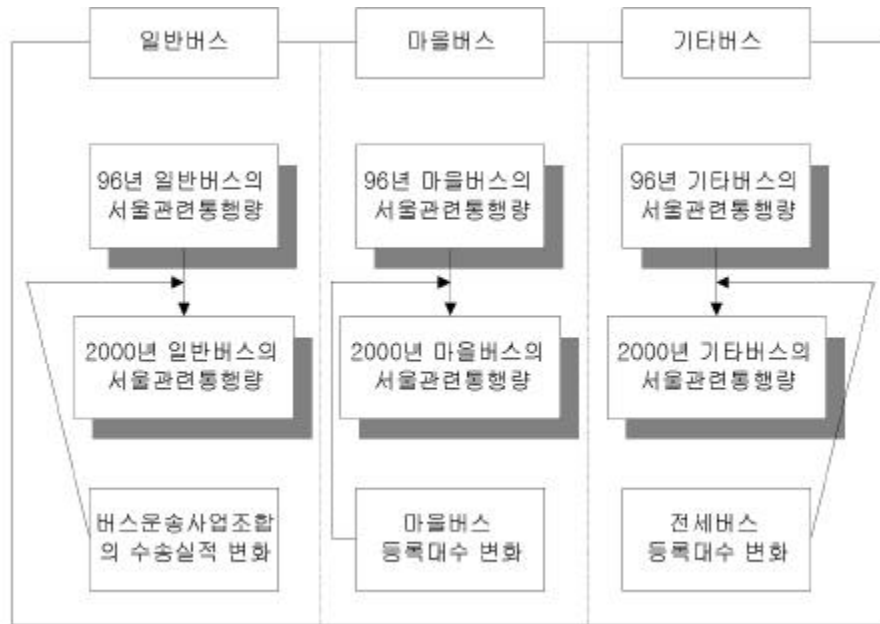 일반버스
마을버스
기타버스
96년 일반버스의
서울관련통행량
96년 마을버스의
서울관련통행량
96년 기타버스의
서울관련통행량
2000년 일반버스의
서울관련통행량
2000년 마을버스의
서울관련통행량
2000년 기타버스의
서울관련통행량
버스운송사업조합
의 수송실적 변화
마을버스
등록대수 변화
전세버스
등록대수 변화